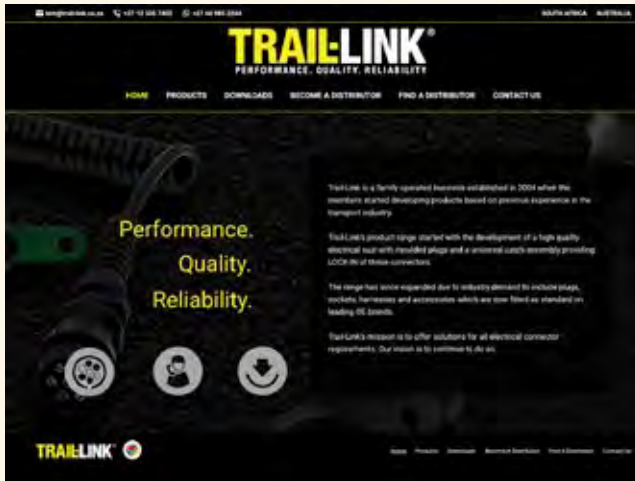 SOUTH AFRICA AUSTRALIA
TRAIL-LINK®
PERFORMANCE. QUALITY. RELIABILITY
HOME PRODUCTS DOWNLOADS BECOME A DISTRIBUTOR FIND A DISTRIBUTOR CONTACT US
Performance.
Quality.
Reliability.
Trail-Link is a family operated business established in 2004 when the
members started developing products based on previous experience in the
transport industry.
Trail-Link's product range started with the development of a high quality
electrical suzi with moulded plugs and a universal catch assembly providing
LOCK-IN of these connectors.
The range has since expanded due to industry demand to include plugs,
sockets, harnesses and accessories which are now fitted as standard on
leading OE brands.
Trail-Link's mission is to offer solutions for all electrical connector
requirements. Our vision is to continue to do so.
TRAIL-LINK
Home Products Downloads Become A Distributor Find A Distributor Contact Us